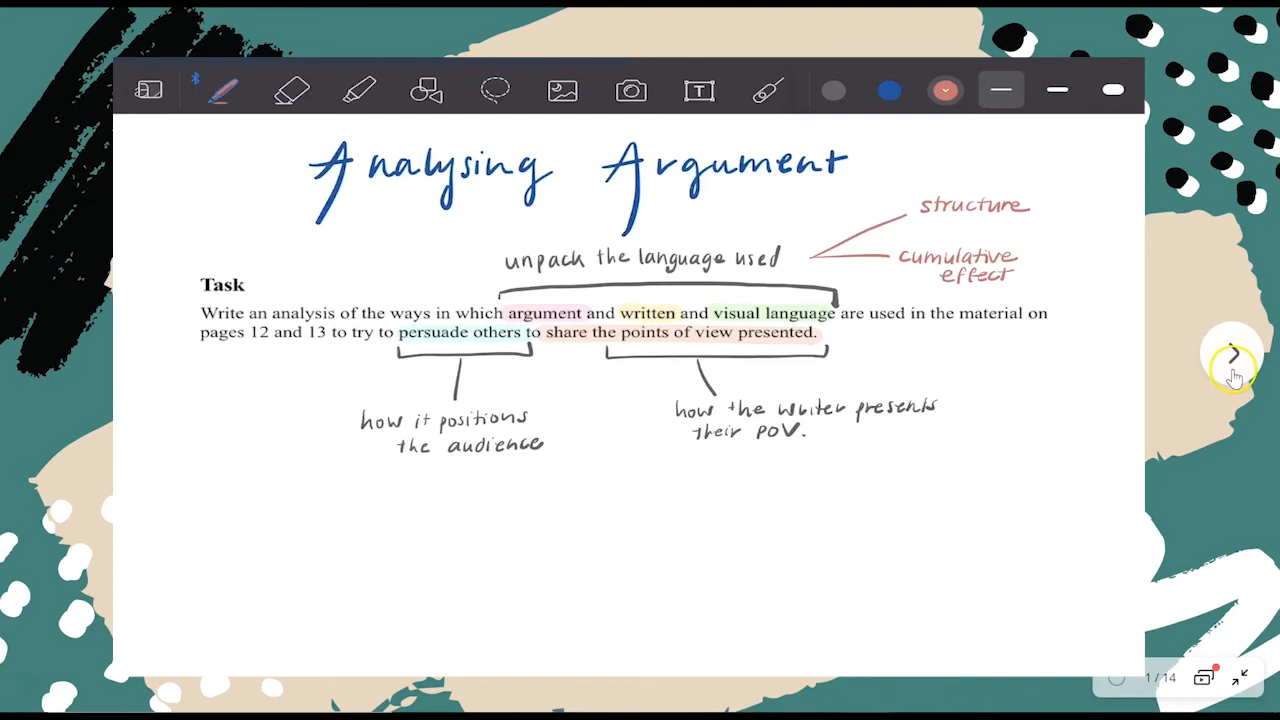 Analysing Argument
structure
unpack the language used
cumulative
effect
Task
Write an analysis of the ways in which argument and written and visual language are used in the material on
pages 12 and 13 to try to persuade others to share the points of view presented.
how it positions
the audience
how the writer presents
their POV.
1/14